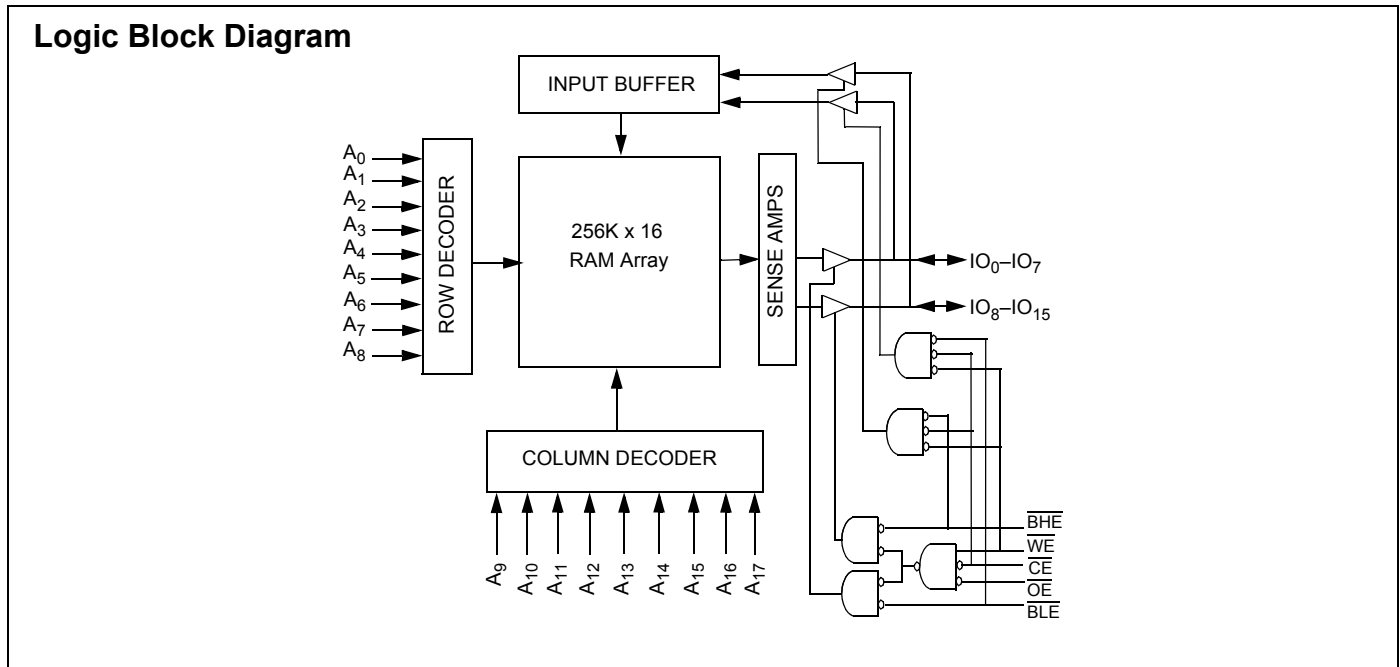 Logic Block Diagram
INPUT BUFFER
A0
A1
A2
A3
A4
A5
A6
A7
A8
ROW DECODER
256K x 16
RAM Array
SENSE AMPS
IO0–IO7
IO8–IO15
COLUMN DECODER
A9
A10
A11
A12
A13
A14
A15
A16
A17
BHE
WE
CE
OE
BLE